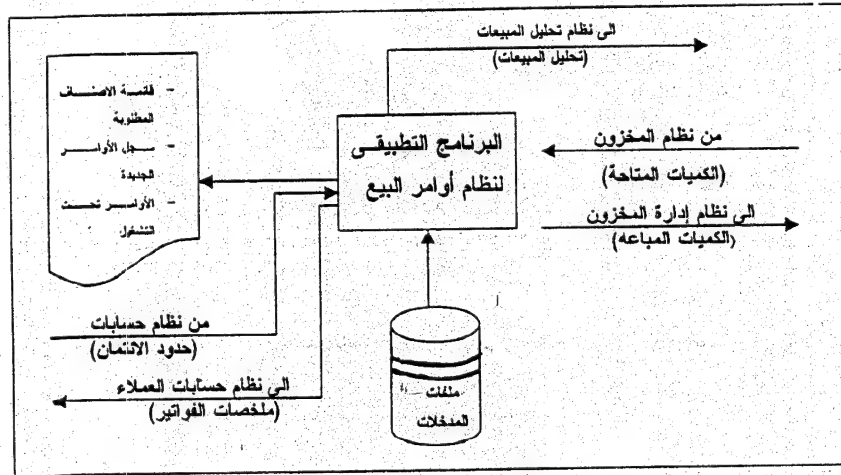 الى نظام تحليل المبيعات
(تحليل المبيعات)
- قائمة الاصناف
المطلوبة
- سجل الأوامر
الجديدة
- الأوامر تحت
التشغيل
البرنامج التطبيقى
لنظام أوامر البيع
من نظام المخزون
(الكميات المتاحة)
الى نظام إدارة المخزون
(الكميات المباعه)
من نظام حسابات
(حدود الائتمان)
الى نظام حسابات العملاء
(ملخصات الفواتير)
ملفات
المدخلات